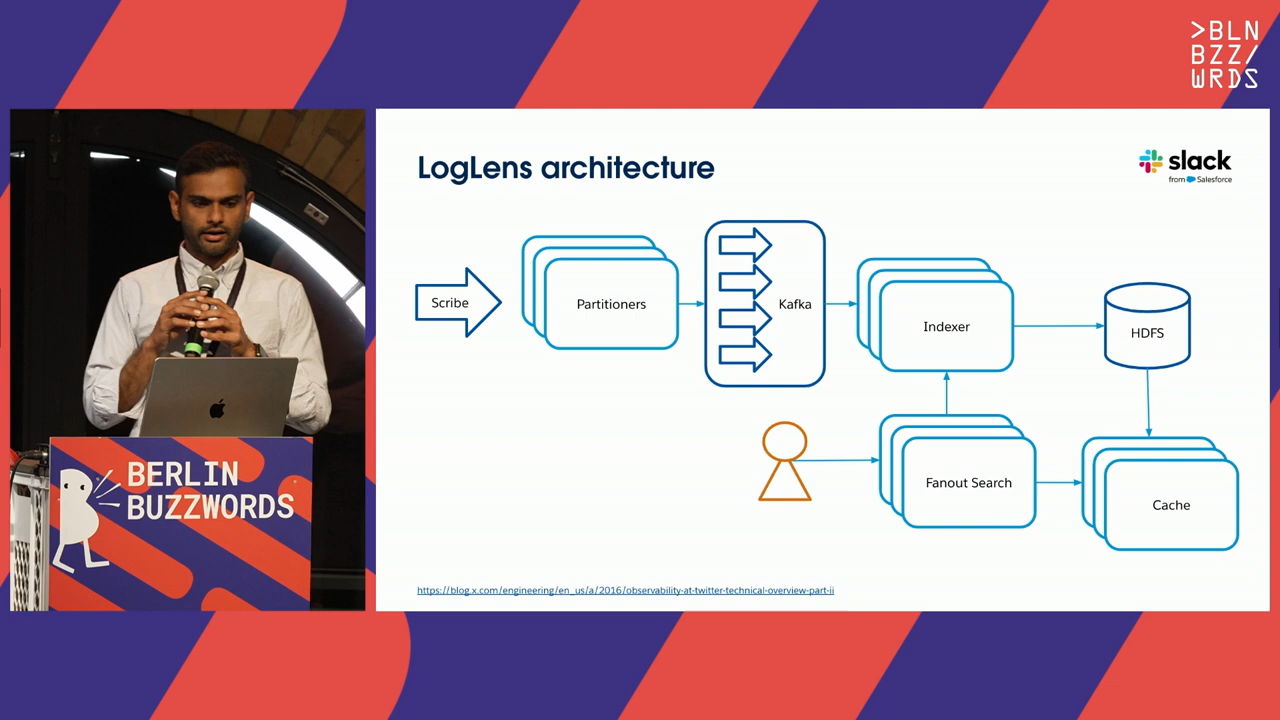 >BLN
BZZ/
WRDS
LogLens architecture
slack
from Salesforce
Scribe
Partitioners
Kafka
Indexer
HDFS
Fanout Search
Cache
https://blog.x.com/engineering/en_us/a/2016/observability-at-twitter-technical-overview-part-ii
BERLIN
BUZZWORDS